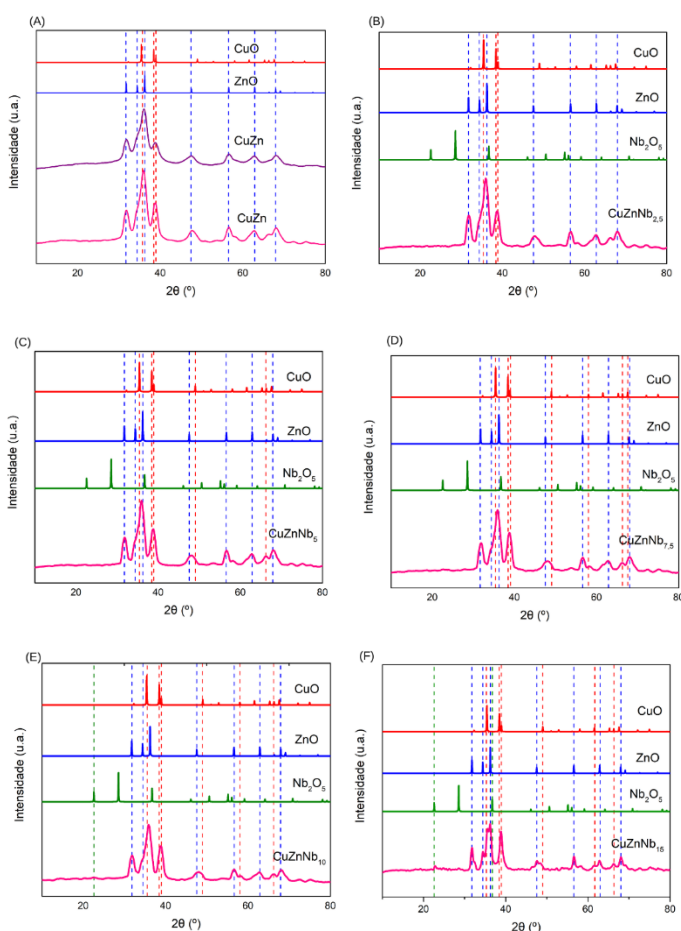 (A)
Intensidade (u.a.)
CuO
ZnO
CuZn
CuZn
20 40 60 80
2θ (º)
(B)
Intensidade (u.a.)
CuO
ZnO
Nb₂O₅
CuZnNb₂,₅
20 40 60 80
2θ (º)
(C)
Intensidade (u.a.)
CuO
ZnO
Nb₂O₅
CuZnNb₅
20 40 60 80
2θ (º)
(D)
Intensidade (u.a.)
CuO
ZnO
Nb₂O₅
CuZnNb₇,₅
20 40 60 80
2θ (º)
(E)
Intensidade (u.a.)
CuO
ZnO
Nb₂O₅
CuZnNb₁₀
20 40 60 80
2θ (º)
(F)
Intensidade (u.a.)
CuO
ZnO
Nb₂O₅
CuZnNb₁₅
20 40 60 80
2θ (º)